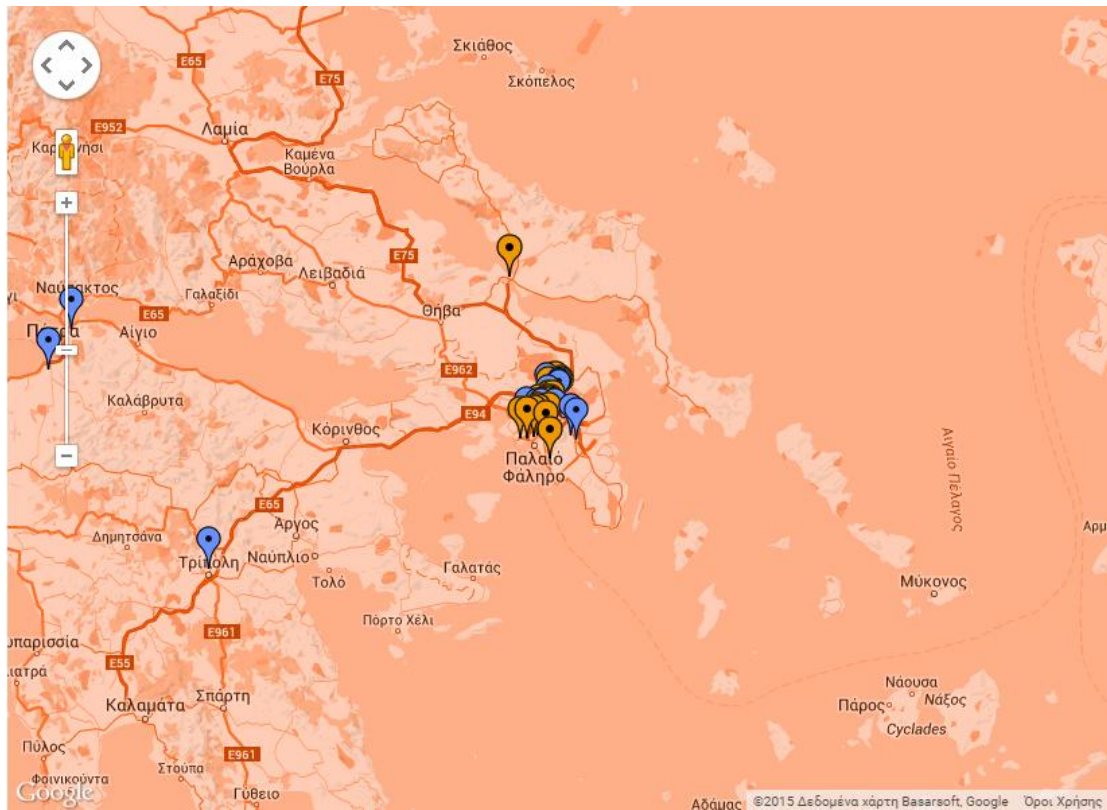 Σκιάθος
Σκόπελος
E65
E75
E952
Λαμία
Καμένα
Βούρλα
E75
Αράχοβα
Λειβαδιά
Γαλαξίδι
Θήβα
E65
Αίγιο
E962
Καλάβρυτα
E94
Κόρινθος
Παλαιό
Φάληρο
Αιγαίο Πέλαγος
E65
Άργος
Δημητσάνα
Ναύπλιο
Τρίπολη
Τολό
Γαλατάς
Μύκονος
Πόρτο Χέλι
E961
E55
Σπάρτη
Καλαμάτα
Νάουσα
Νάξος
Πάρος
Cyclades
Πύλος
E961
Στούπα
Φοινικούντα
Γύθειο
Google
Αδάμας
©2015 Δεδομένα χάρτη Basarsoft, Google Όροι Χρήσης